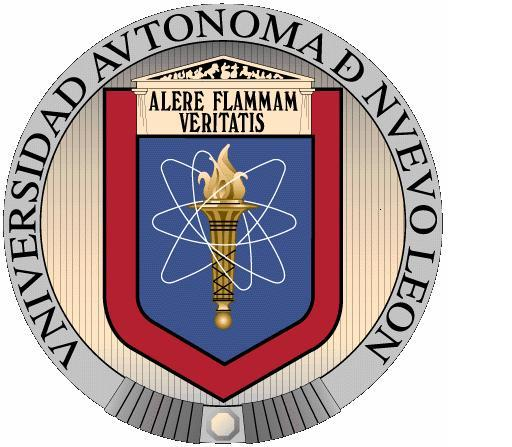 VNIVERSIDAD AVTONOMA Đ NVEVO LEON
ALERE FLAMMAM
VERITATIS